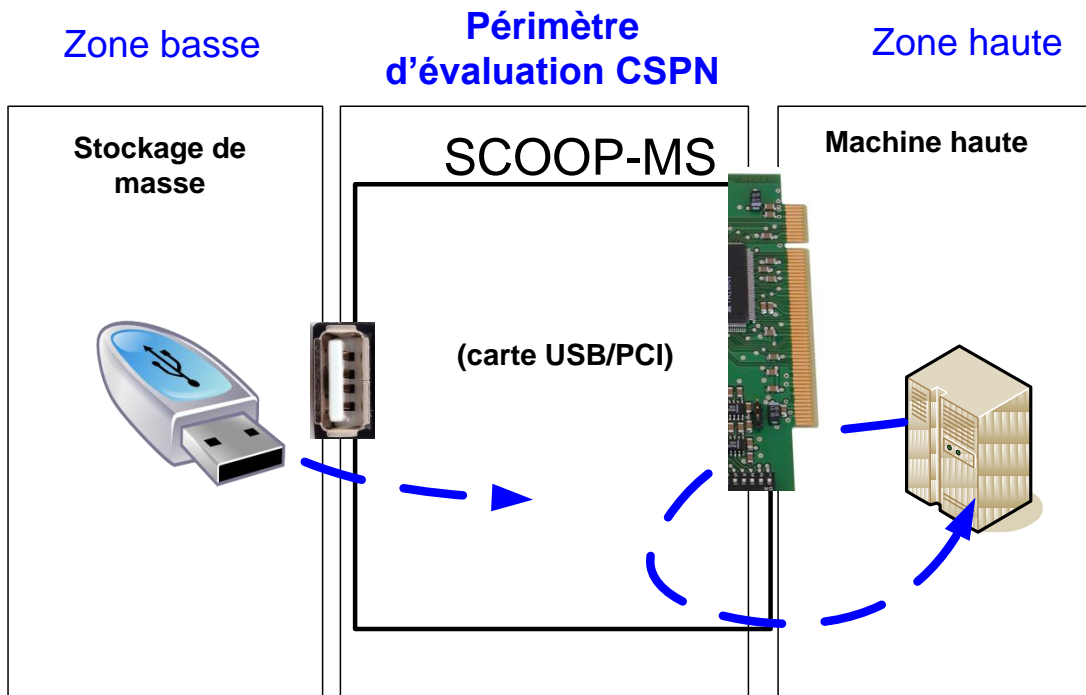 Zone basse
Périmètre
d'évaluation CSPN
Zone haute
Stockage de
masse
SCOOP-MS
Machine haute
(carte USB/PCI)